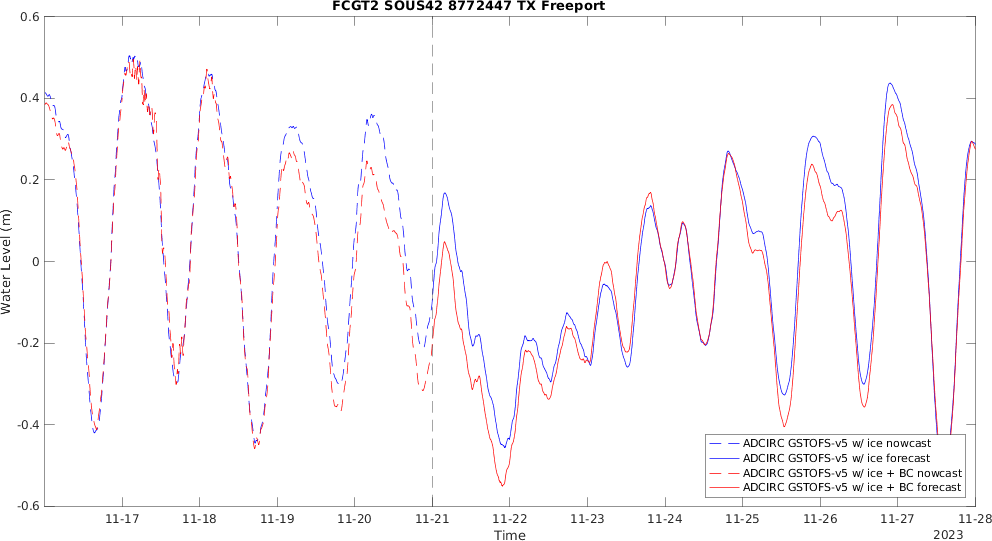 FCGT2 SOUS42 8772447 TX Freeport
0.6
0.4
0.2
0
-0.2
-0.4
-0.6
Water Level (m)
11-17 11-18 11-19 11-20 11-21 11-22 11-23 11-24 11-25 11-26 11-27 11-28
Time
2023
ADCIRC GSTOFS-v5 w/ ice nowcast
ADCIRC GSTOFS-v5 w/ ice forecast
ADCIRC GSTOFS-v5 w/ ice + BC nowcast
ADCIRC GSTOFS-v5 w/ ice + BC forecast